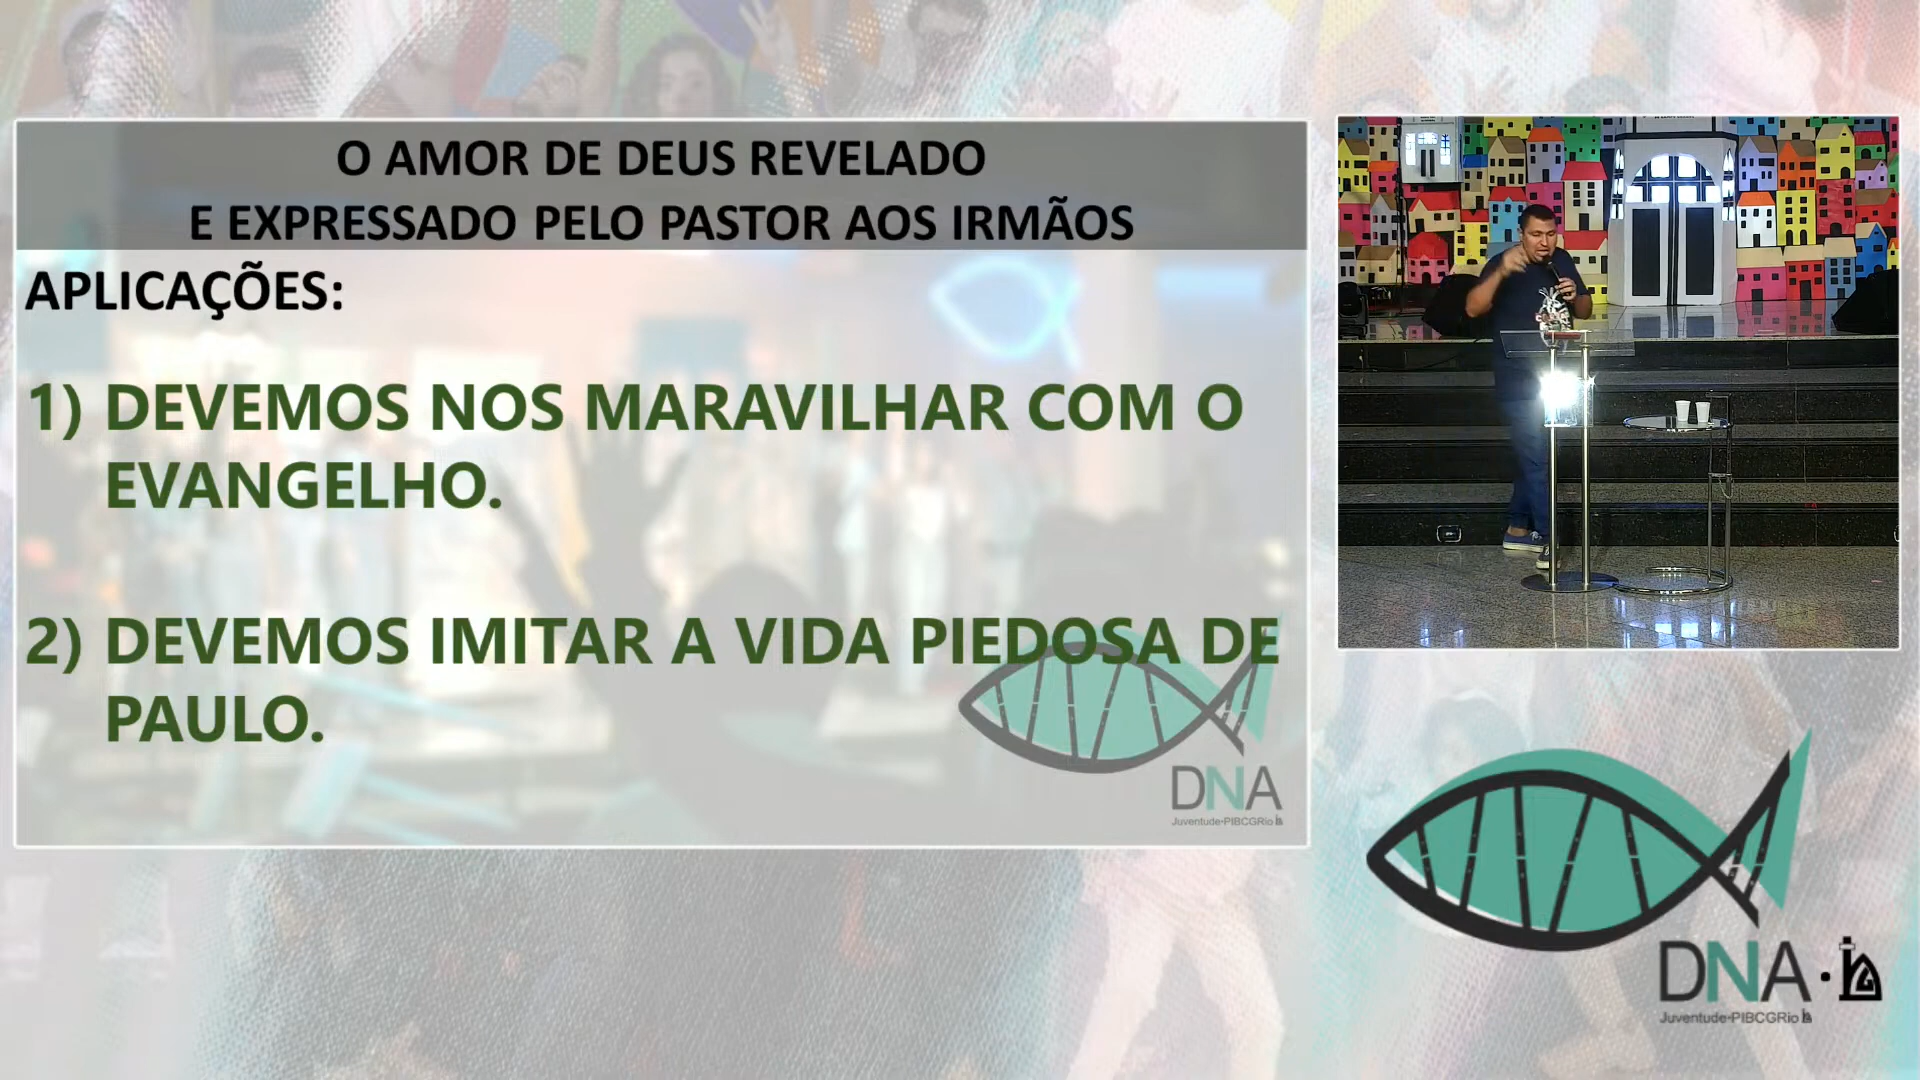 O AMOR DE DEUS REVELADO
E EXPRESSADO PELO PASTOR AOS IRMÃOS
APLICAÇÕES:
1) DEVEMOS NOS MARAVILHAR COM O
EVANGELHO.
2) DEVEMOS IMITAR A VIDA PIEDOSA DE
PAULO.
DNA
Juventude-PIBCGRio
DNA
Juventude-PIBCGRio